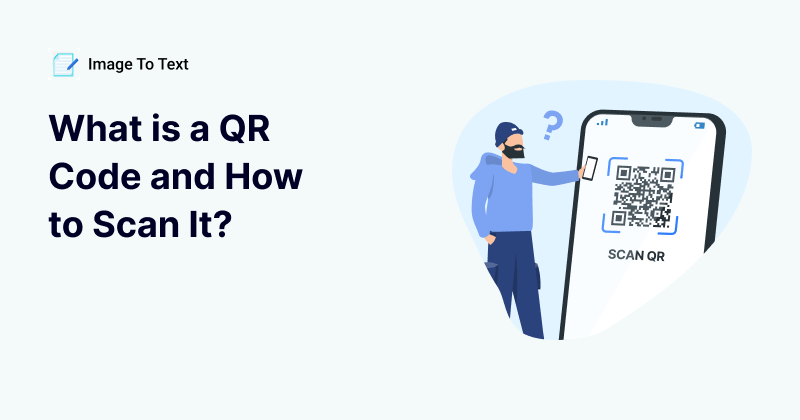 Image To Text
What is a QR
Code and How
to Scan It?
?
SCAN QR